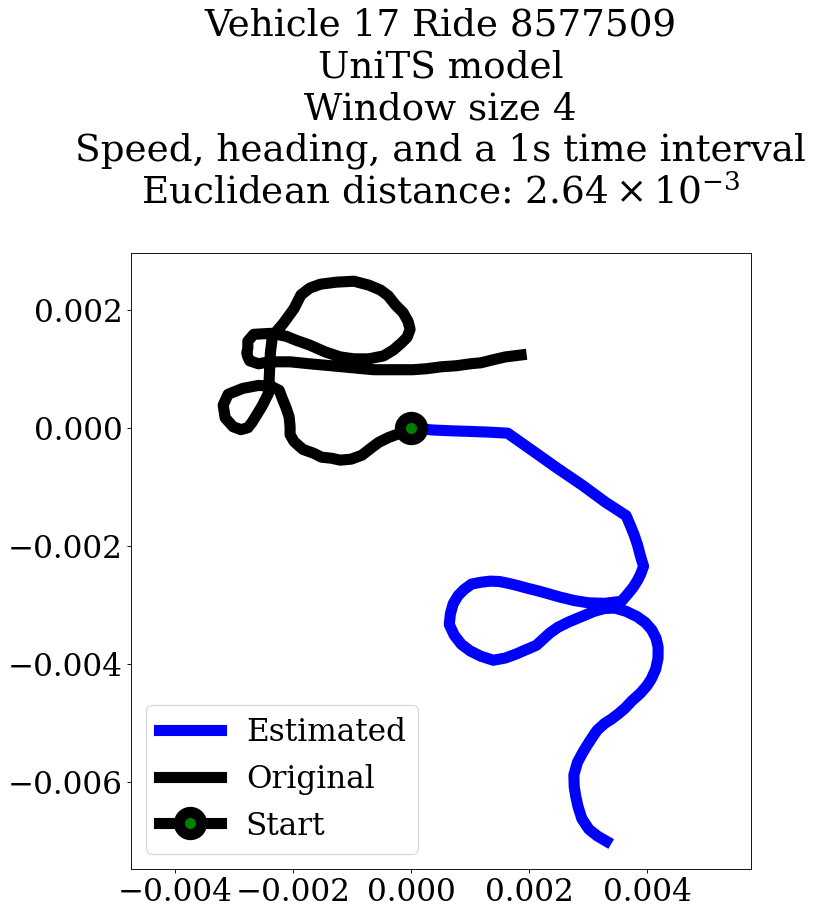 Vehicle 17 Ride 8577509
UniTS model
Window size 4
Speed, heading, and a 1s time interval
Euclidean distance: 2.64 × 10⁻³
0.002
0.000
−0.002
−0.004
−0.006
Estimated
Original
Start
−0.004 −0.002 0.000 0.002 0.004